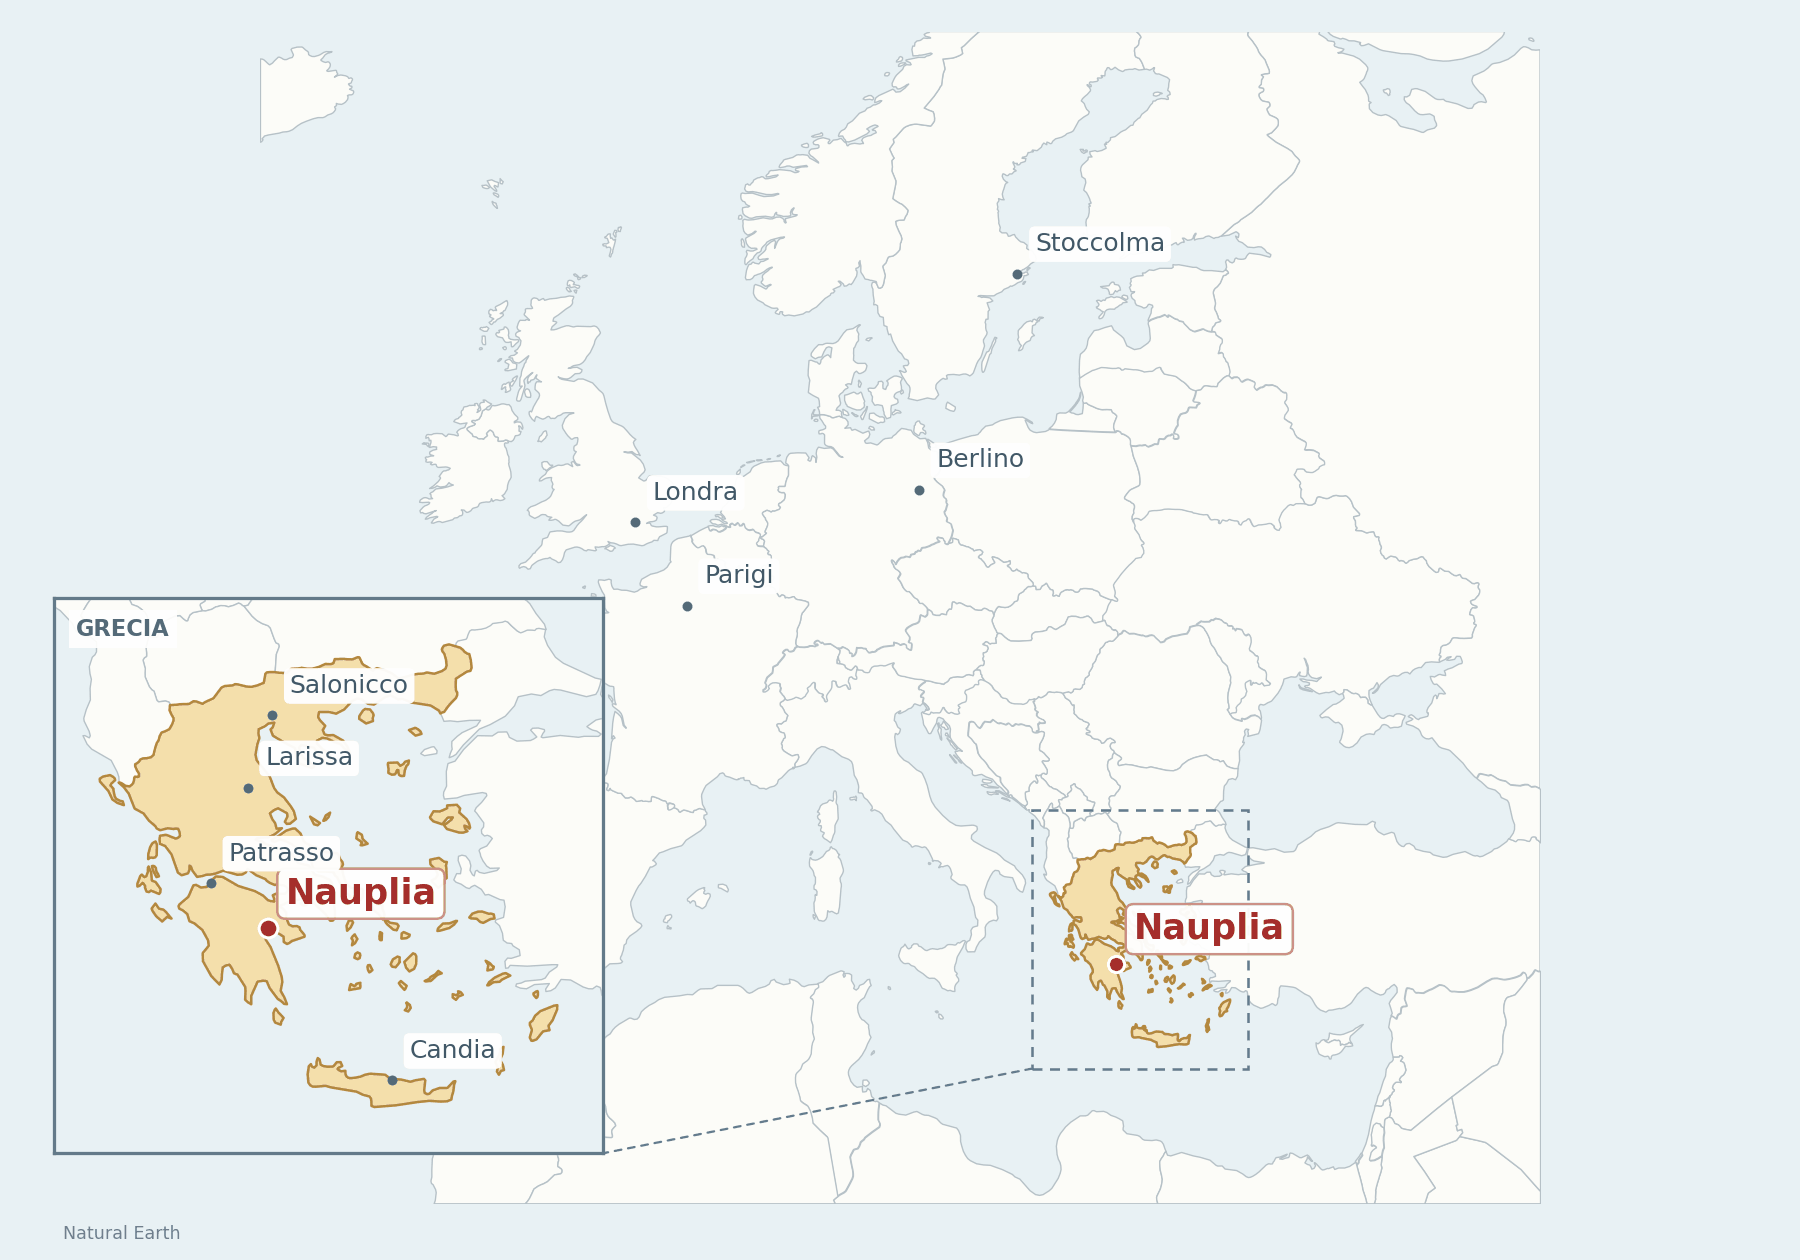 Stoccolma
Berlino
Londra
Parigi
GRECIA
Salonicco
Larissa
Patrasso
Nauplia
Nauplia
Candia
Natural Earth